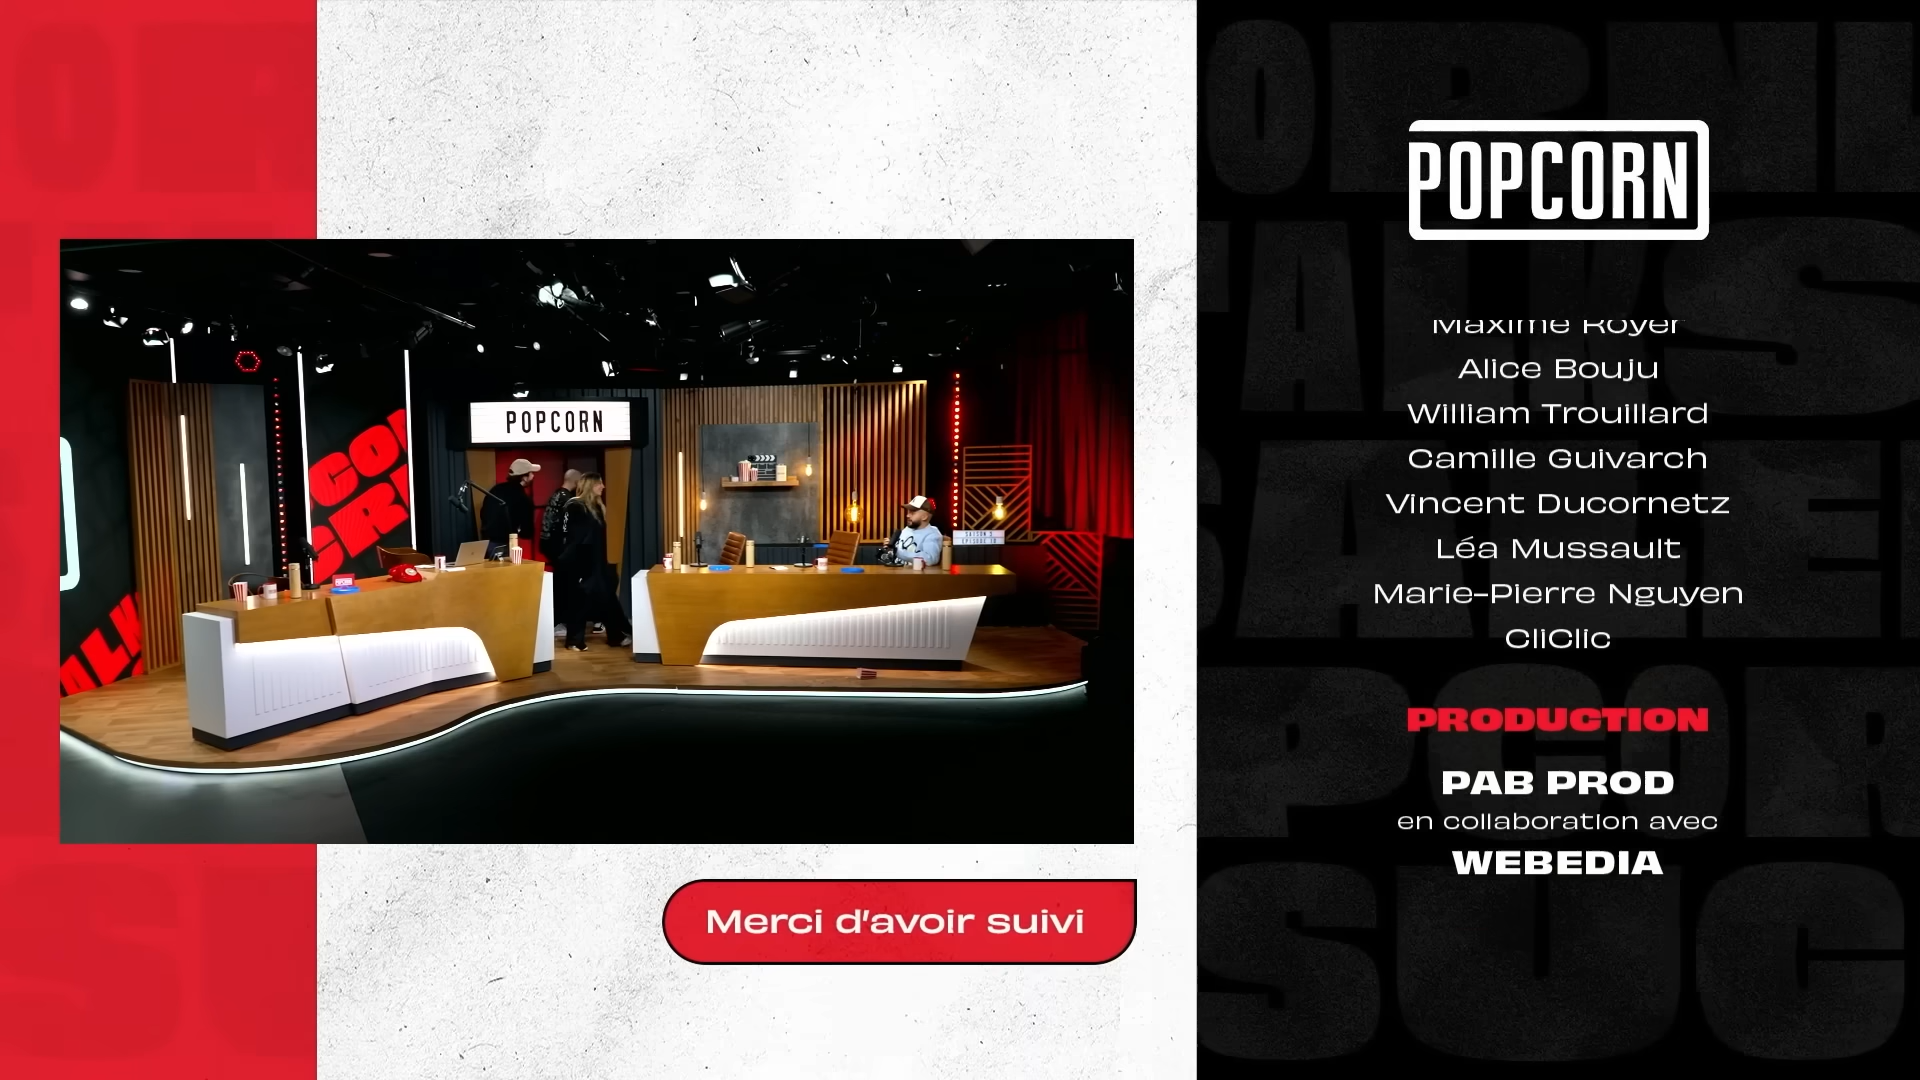 POPCORN
Maxime Royer
Alice Bouju
William Trouillard
Camille Guivarch
Vincent Ducornetz
Léa Mussault
Marie-Pierre Nguyen
CliClic
PRODUCTION
PAB PROD
en collaboration avec
WEBEDIA
POPCORN
Merci d'avoir suivi